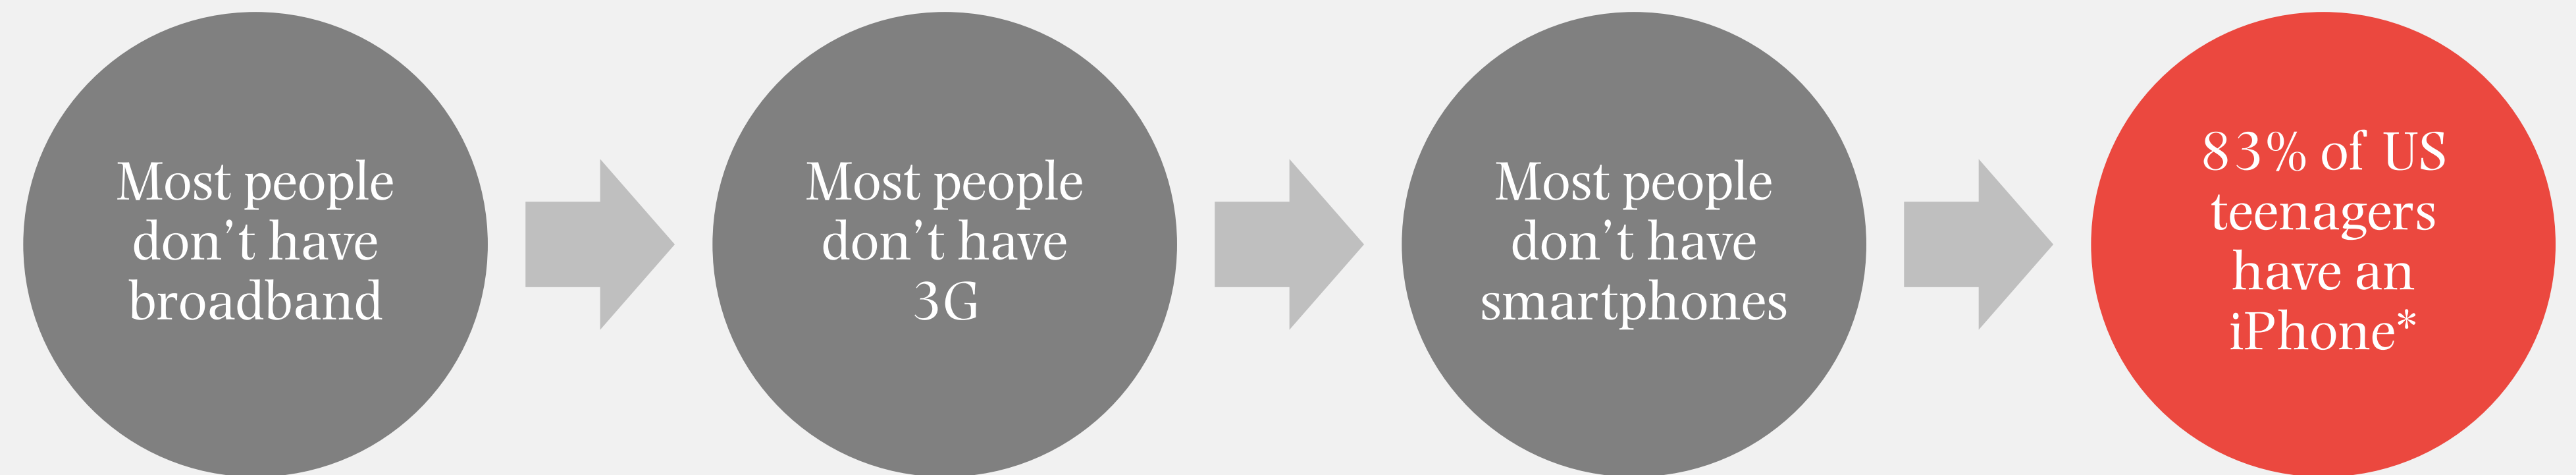 Most people
don’t have
broadband
Most people
don’t have
3G
Most people
don’t have
smartphones
83% of US
teenagers
have an
iPhone*